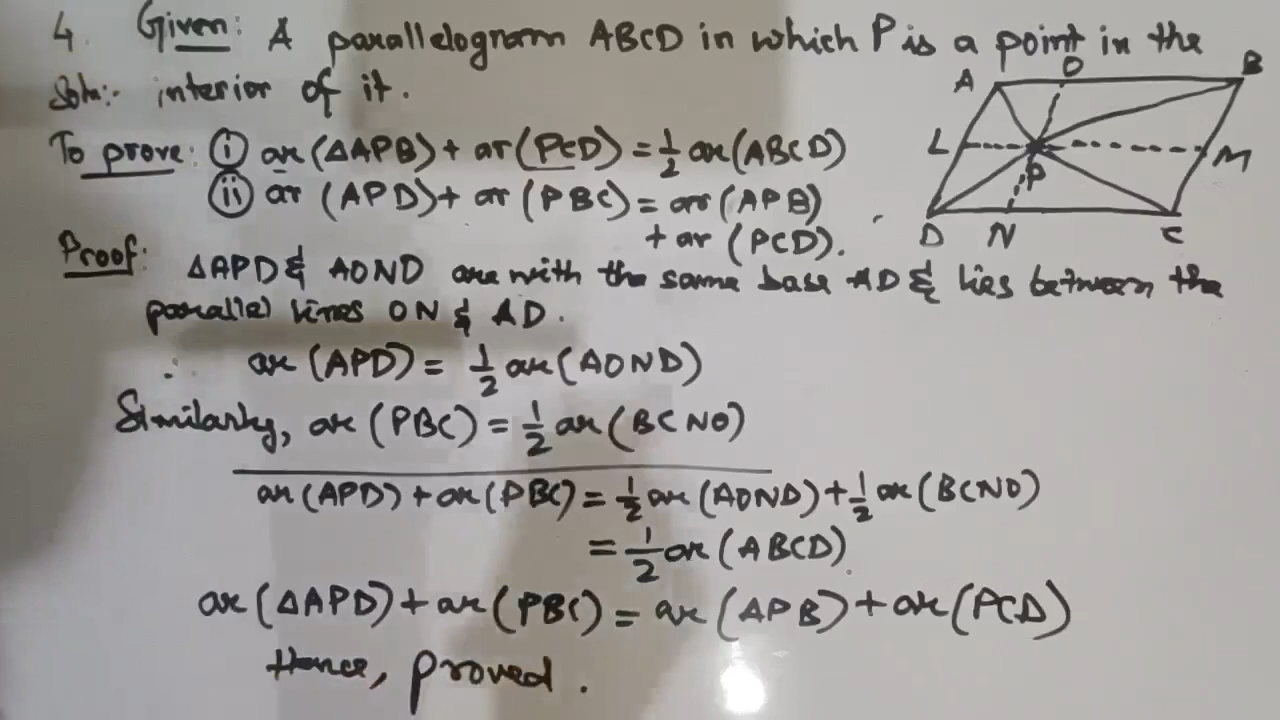 4. Given: A parallelogram ABCD in which P is a point in the
Soln:- interior of it.
To prove: (i) ar (ΔAPB) + ar (PCD) = 1/2 ar (ABCD)
(ii) ar (APD) + ar (PBC) = ar (APB)
+ ar (PCD).
A O B
L P M
D N C
Proof: ΔAPD & AOND are with the same base AD & lies between the
parallel lines ON & AD.
∴ ar (APD) = 1/2 ar (AOND)
Similarly, ar (PBC) = 1/2 ar (BCNO)
ar (APD) + ar (PBC) = 1/2 ar (AOND) + 1/2 ar (BCNO)
= 1/2 ar (ABCD)
ar (ΔAPD) + ar (PBC) = ar (APB) + ar (PCD)
Hence, proved.